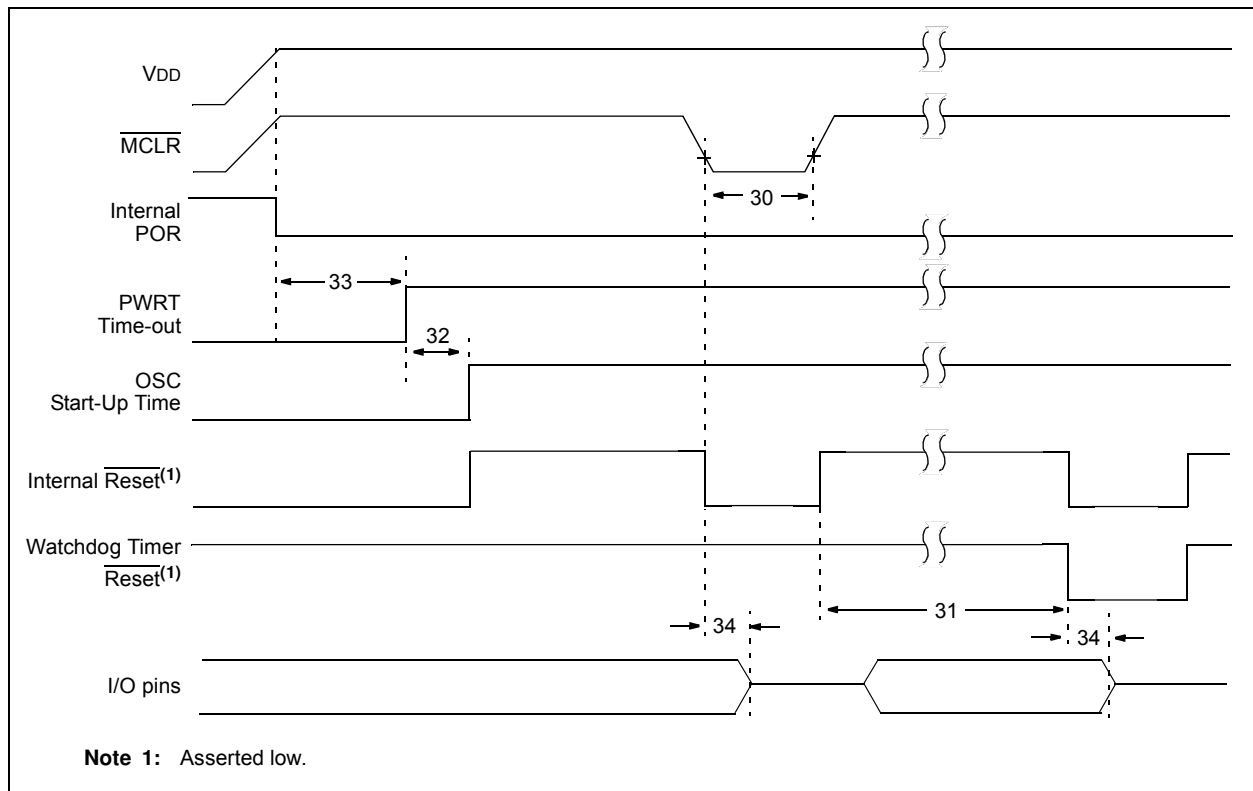 VDD
MCLR
30
Internal
POR
33
PWRT
Time-out
32
OSC
Start-Up Time
Internal Reset(1)
Watchdog Timer
Reset(1)
31
34
34
I/O pins
Note 1: Asserted low.